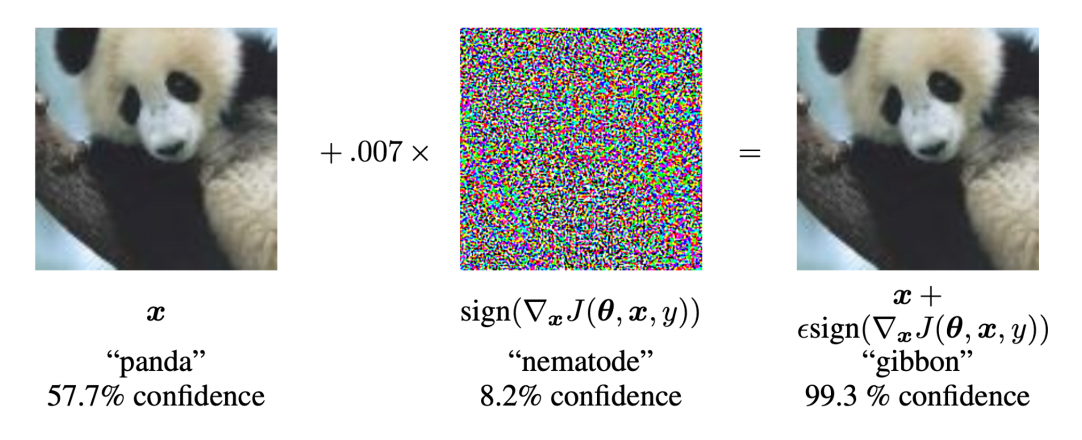 + .007 ×
=
x
sign(∇ₓJ(θ, x, y))
x +
ϵsign(∇ₓJ(θ, x, y))
“panda”
“nematode”
“gibbon”
57.7% confidence
8.2% confidence
99.3 % confidence